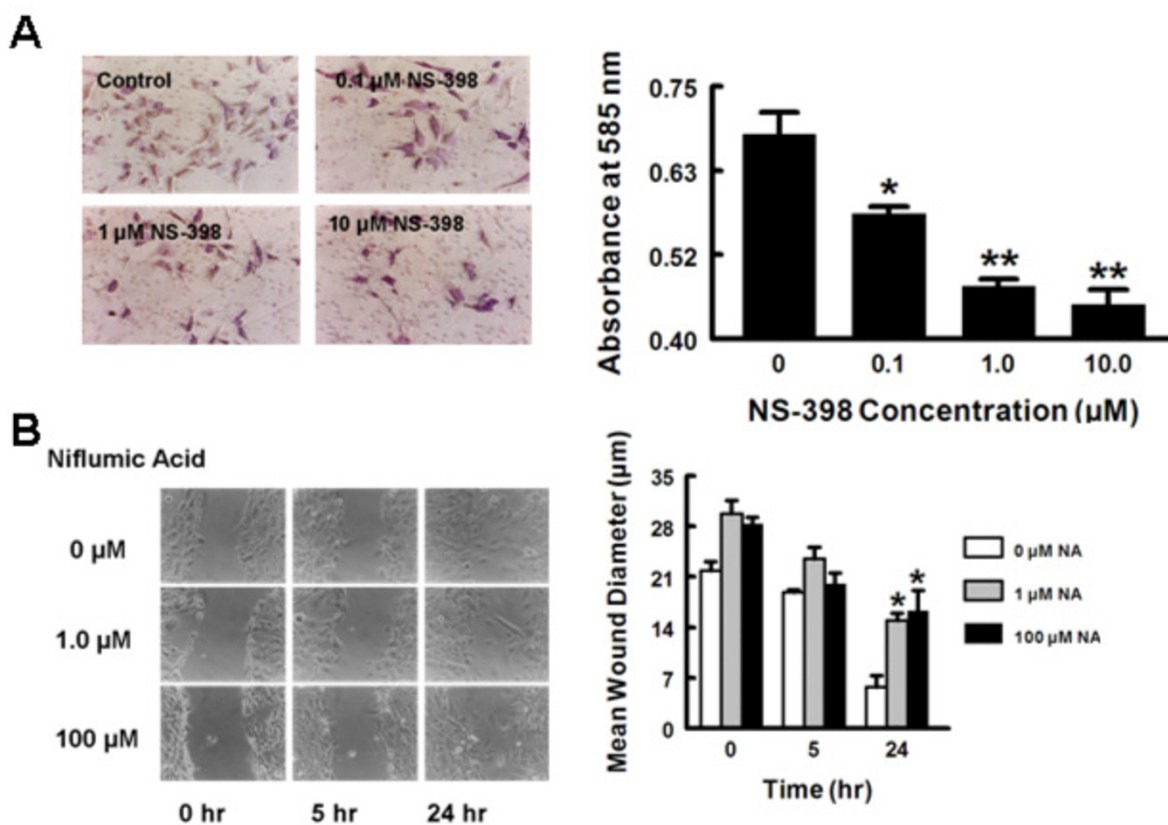 A
Control
0.1 µM NS-398
1 µM NS-398
10 µM NS-398
Absorbance at 585 nm
0.75
0.63
0.52
0.40
*
**
**
0
0.1
1.0
10.0
NS-398 Concentration (µM)
B
Niflumic Acid
0 µM
1.0 µM
100 µM
0 hr
5 hr
24 hr
Mean Wound Diameter (µm)
35
28
21
14
7
0
*
*
0
5
24
Time (hr)
0 µM NA
1 µM NA
100 µM NA